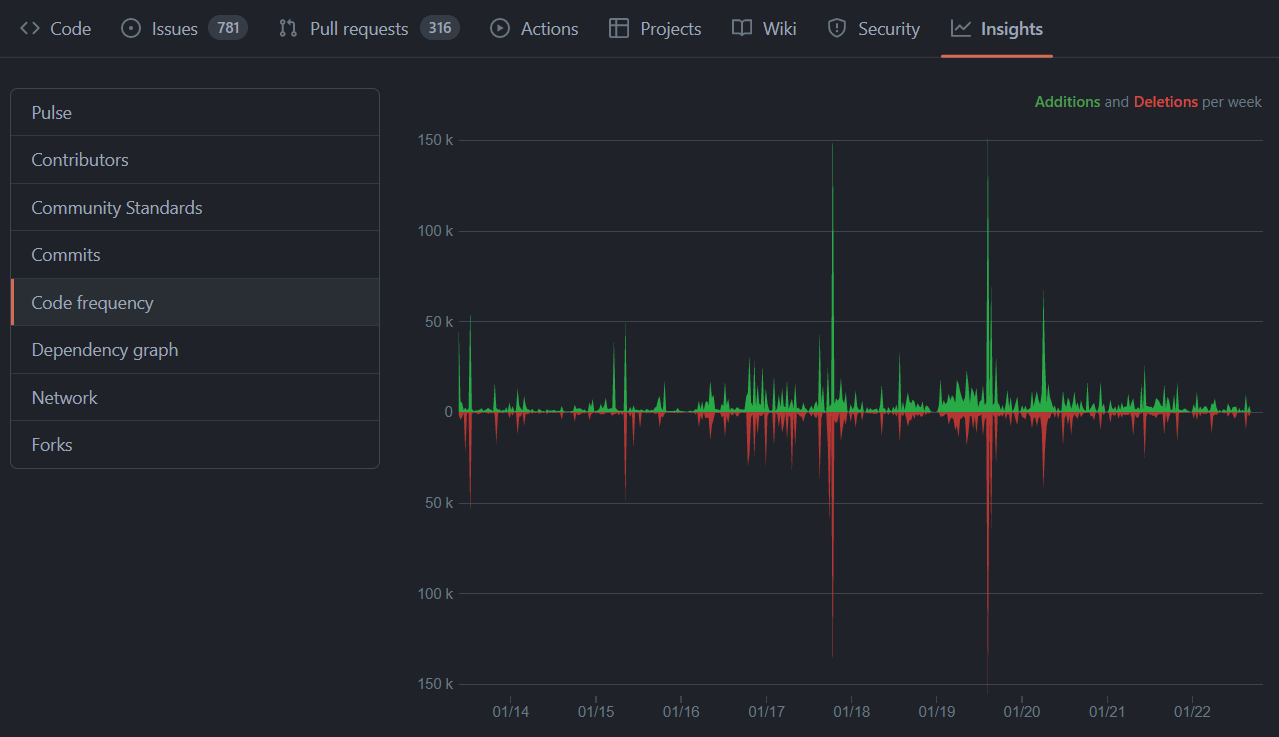 Code Issues 781 Pull requests 316 Actions Projects Wiki Security Insights
Pulse
Contributors
Community Standards
Commits
Code frequency
Dependency graph
Network
Forks
Additions and Deletions per week
150 k
100 k
50 k
0
50 k
100 k
150 k
01/14 01/15 01/16 01/17 01/18 01/19 01/20 01/21 01/22